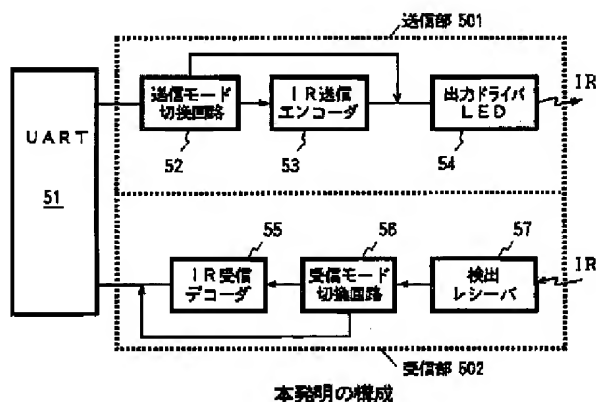 送信部 501
UART
51
送信モード
切換回路
52
IR送信
エンコーダ
53
出力ドライバ
LED
54
IR
IR受信
デコーダ
55
受信モード
切換回路
56
検出
レシーバ
57
IR
受信部 502
本発明の構成